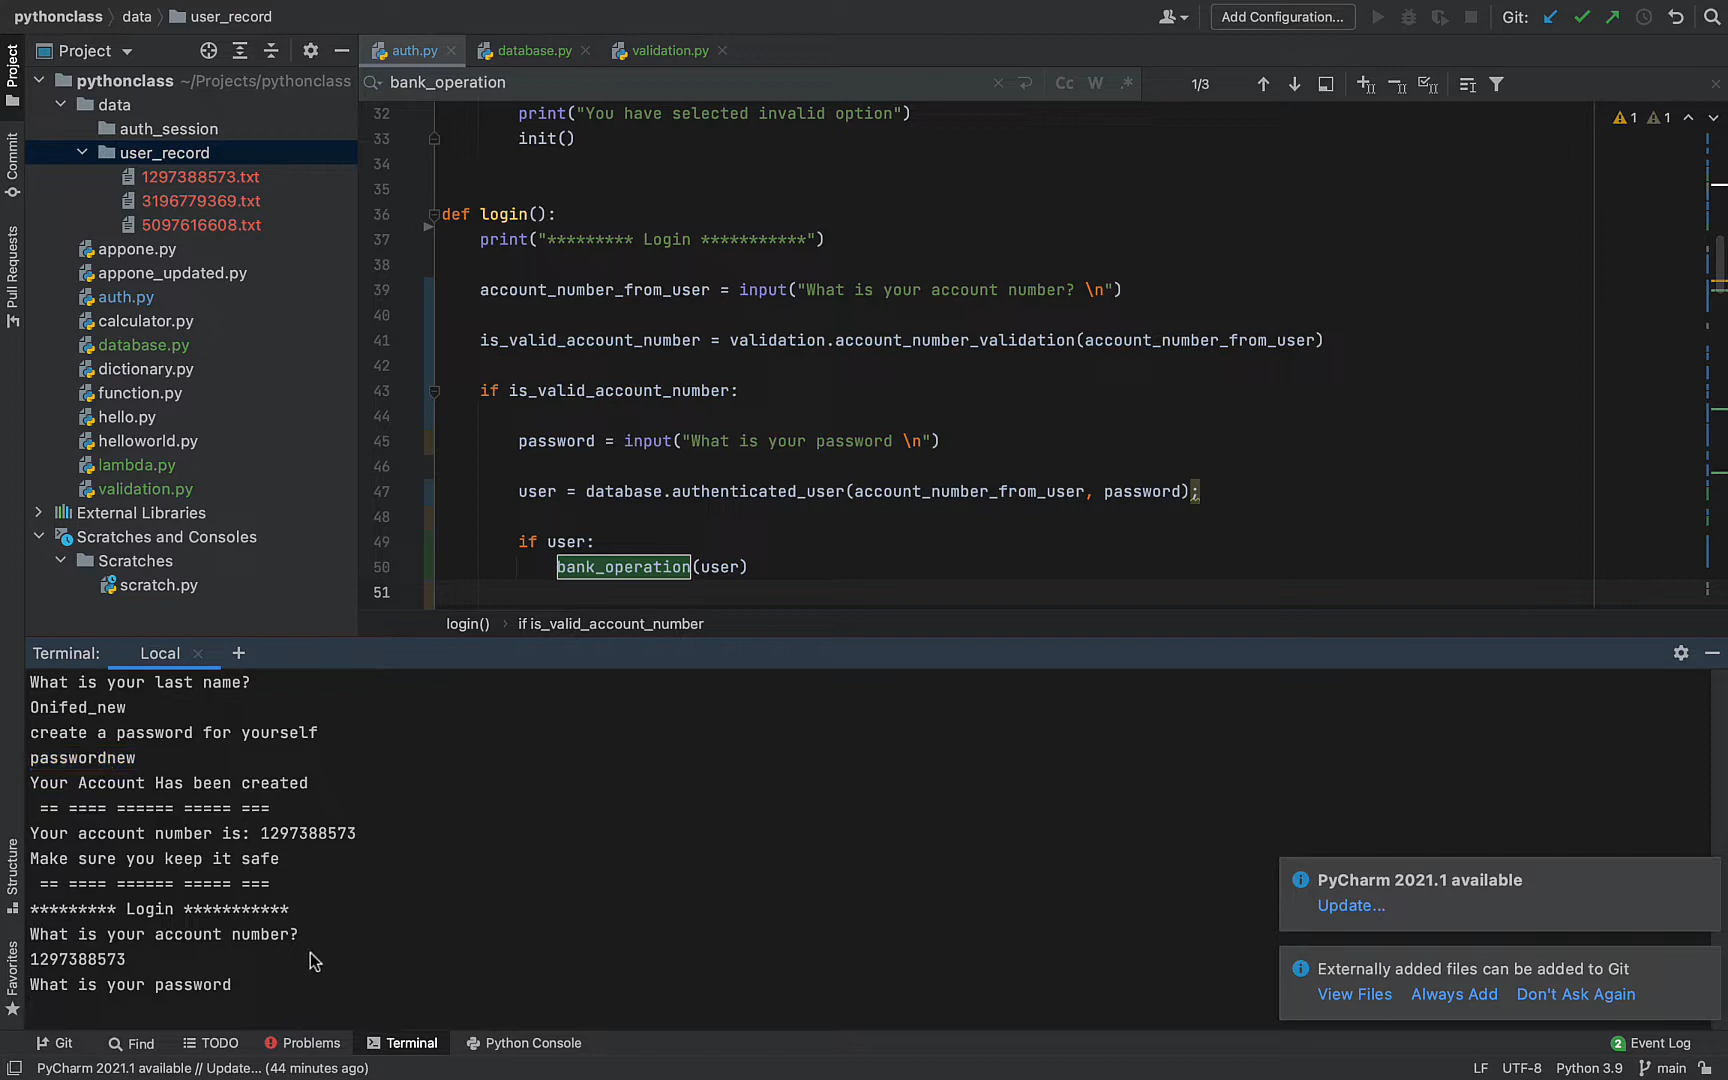 pythonclass data user_record
Add Configuration...
Git:
Project
auth.py
database.py
validation.py
Project
Commit
Pull Requests
Structure
Favorites
pythonclass ~/Projects/pythonclass
data
auth_session
user_record
1297388573.txt
3196779369.txt
5097616608.txt
appone.py
appone_updated.py
auth.py
calculator.py
database.py
dictionary.py
function.py
hello.py
helloworld.py
lambda.py
validation.py
External Libraries
Scratches and Consoles
Scratches
scratch.py
bank_operation
Cc W .*
1/3
1 1
32 print("You have selected invalid option")
33 init()
34
35
36 def login():
37 print("********* Login ***********")
38
39 account_number_from_user = input("What is your account number? \n")
40
41 is_valid_account_number = validation.account_number_validation(account_number_from_user)
42
43 if is_valid_account_number:
44
45 password = input("What is your password \n")
46
47 user = database.authenticated_user(account_number_from_user, password);
48
49 if user:
50 bank_operation(user)
51
login() if is_valid_account_number
Terminal: Local
What is your last name?
Onifed_new
create a password for yourself
passwordnew
Your Account Has been created
== ==== ====== ===== ===
Your account number is: 1297388573
Make sure you keep it safe
== ==== ====== ===== ===
********* Login ***********
What is your account number?
1297388573
What is your password
PyCharm 2021.1 available
Update...
Externally added files can be added to Git
View Files Always Add Don't Ask Again
Git Find TODO Problems Terminal Python Console
2 Event Log
PyCharm 2021.1 available // Update... (44 minutes ago)
LF UTF-8 Python 3.9 main